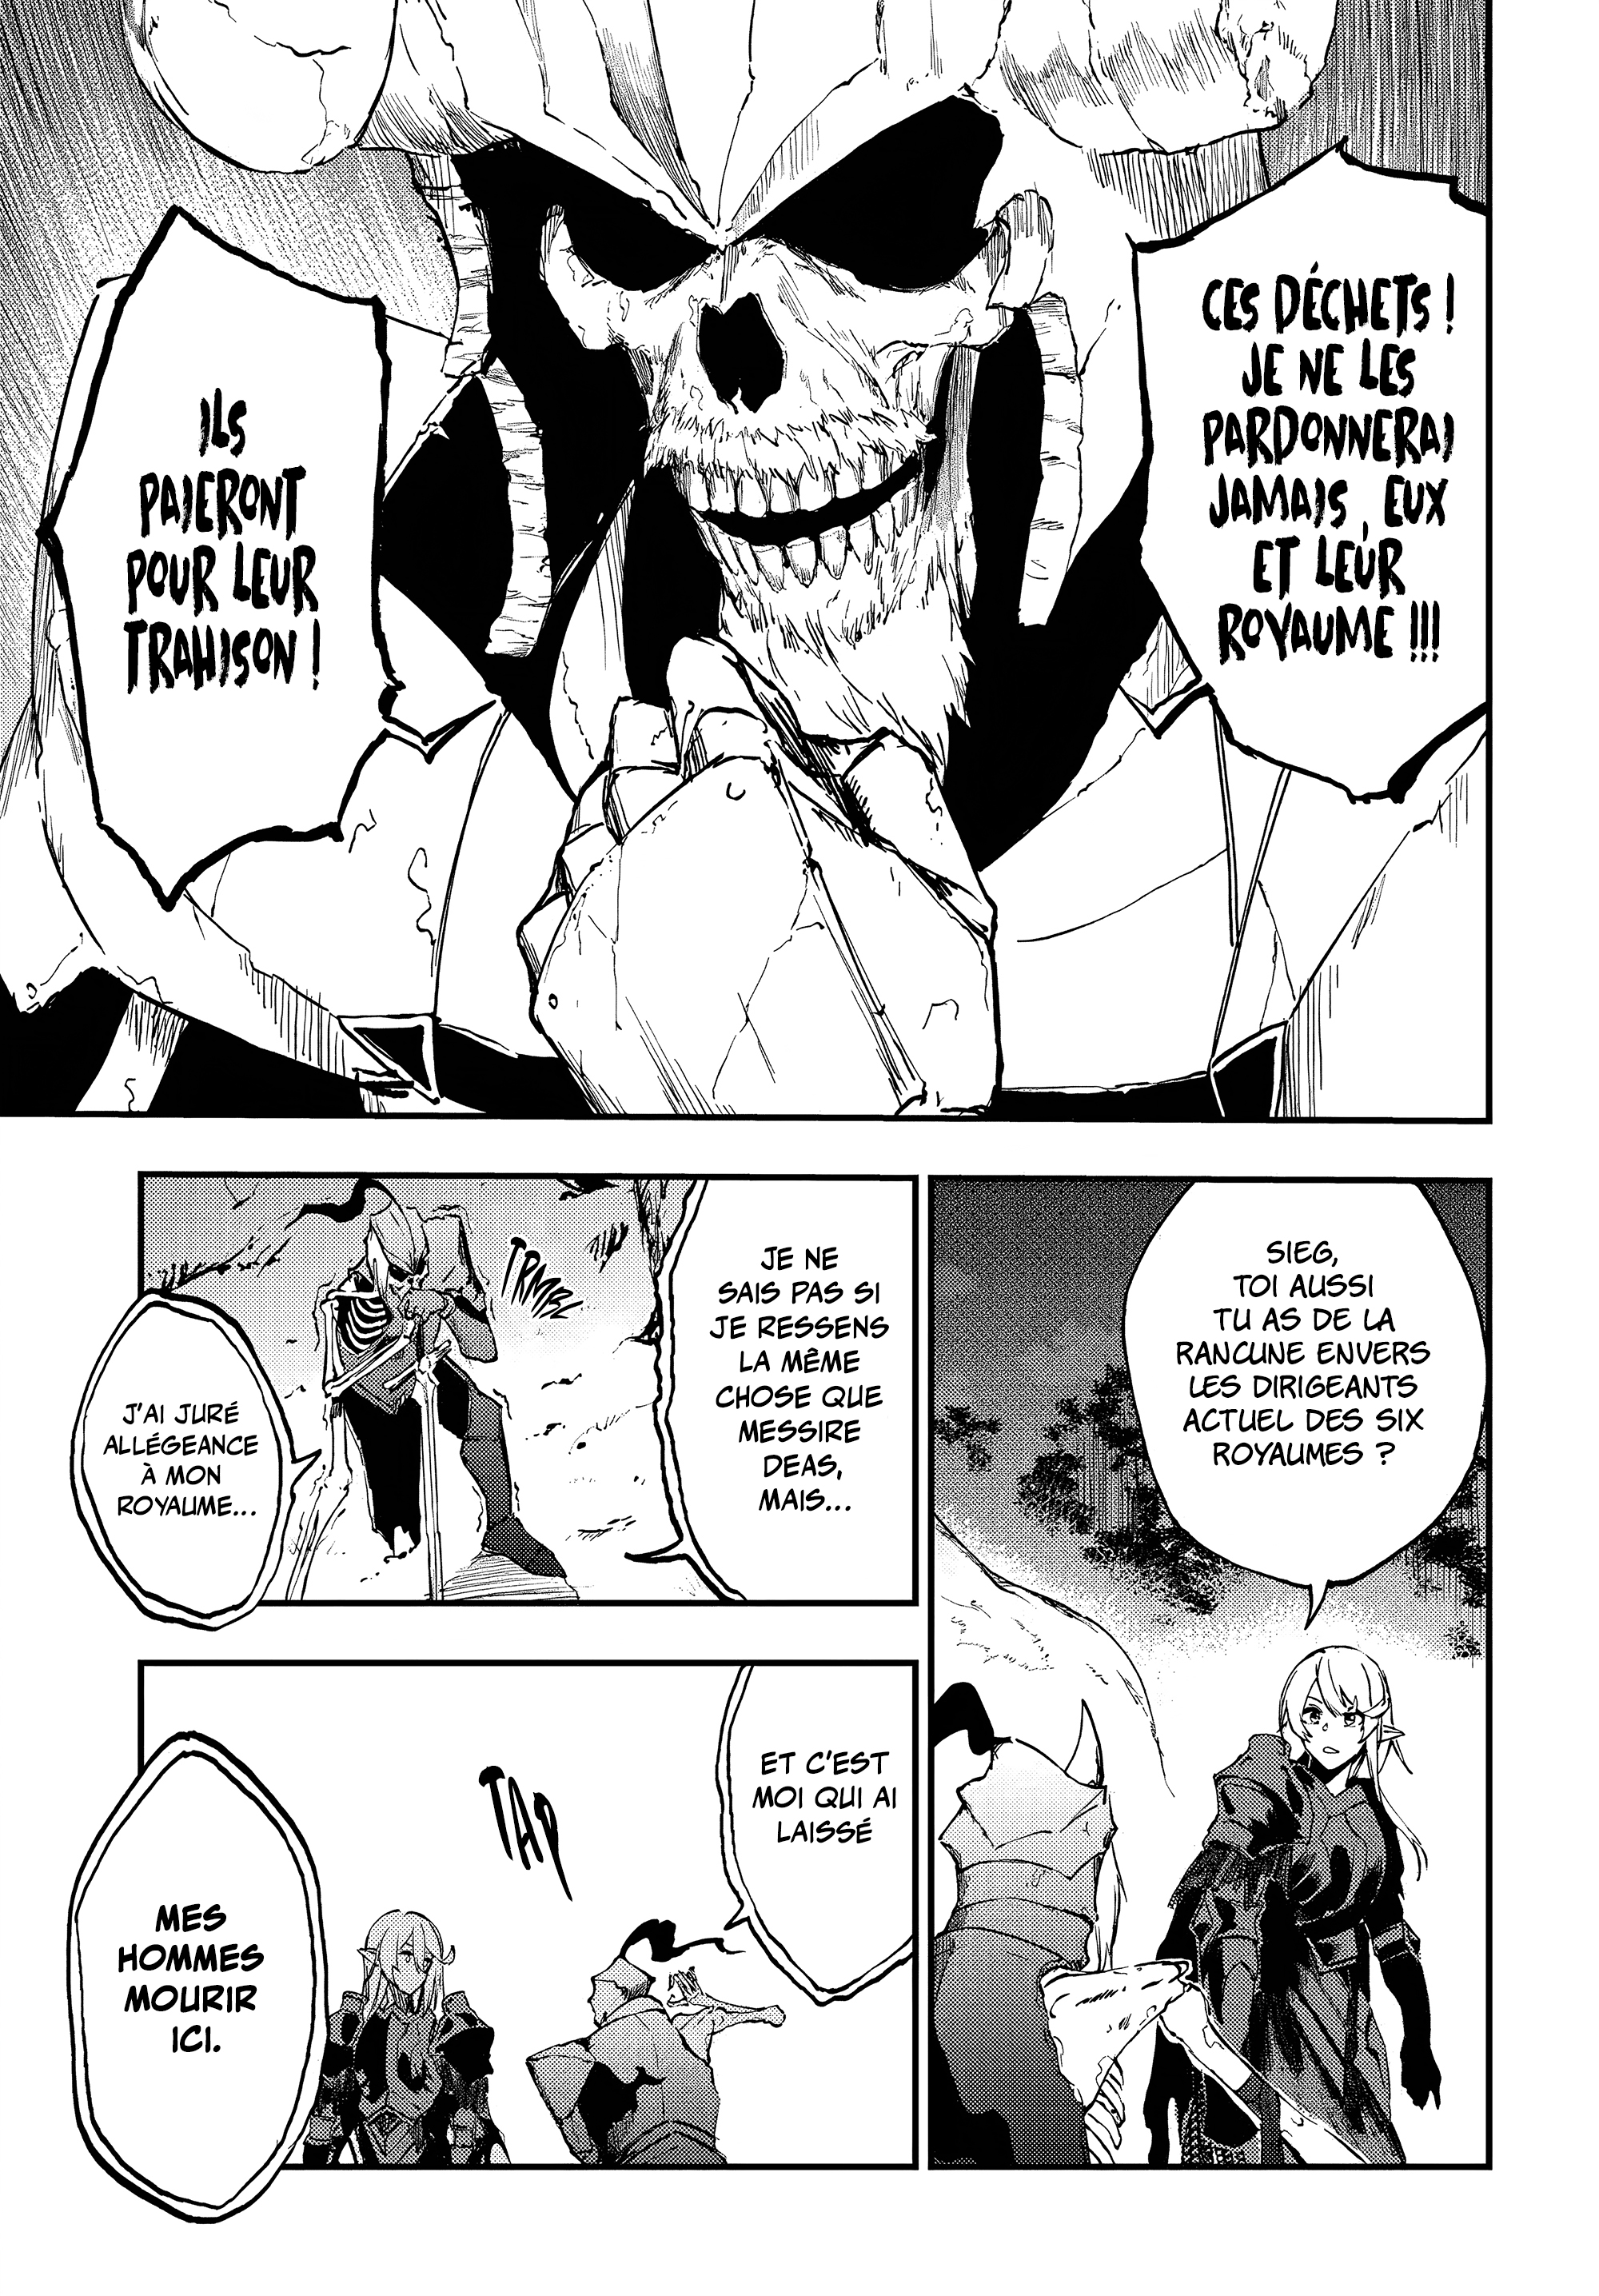 CES DÉCHETS !
JE NE LES
PARDONNERAI
JAMAIS, EUX
ET LEUR
ROYAUME !!!
ILS
PAIERONT
POUR LEUR
TRAHISON !
SIEG,
TOI AUSSI
TU AS DE LA
RANCUNE ENVERS
LES DIRIGEANTS
ACTUEL DES SIX
ROYAUMES ?
JE NE
SAIS PAS SI
JE RESSENS
LA MÊME
CHOSE QUE
MESSIRE
DEAS,
MAIS...
TRMBL
J'AI JURÉ
ALLÉGEANCE
À MON
ROYAUME...
ET C'EST
MOI QUI AI
LAISSÉ
TAP
MES
HOMMES
MOURIR
ICI.